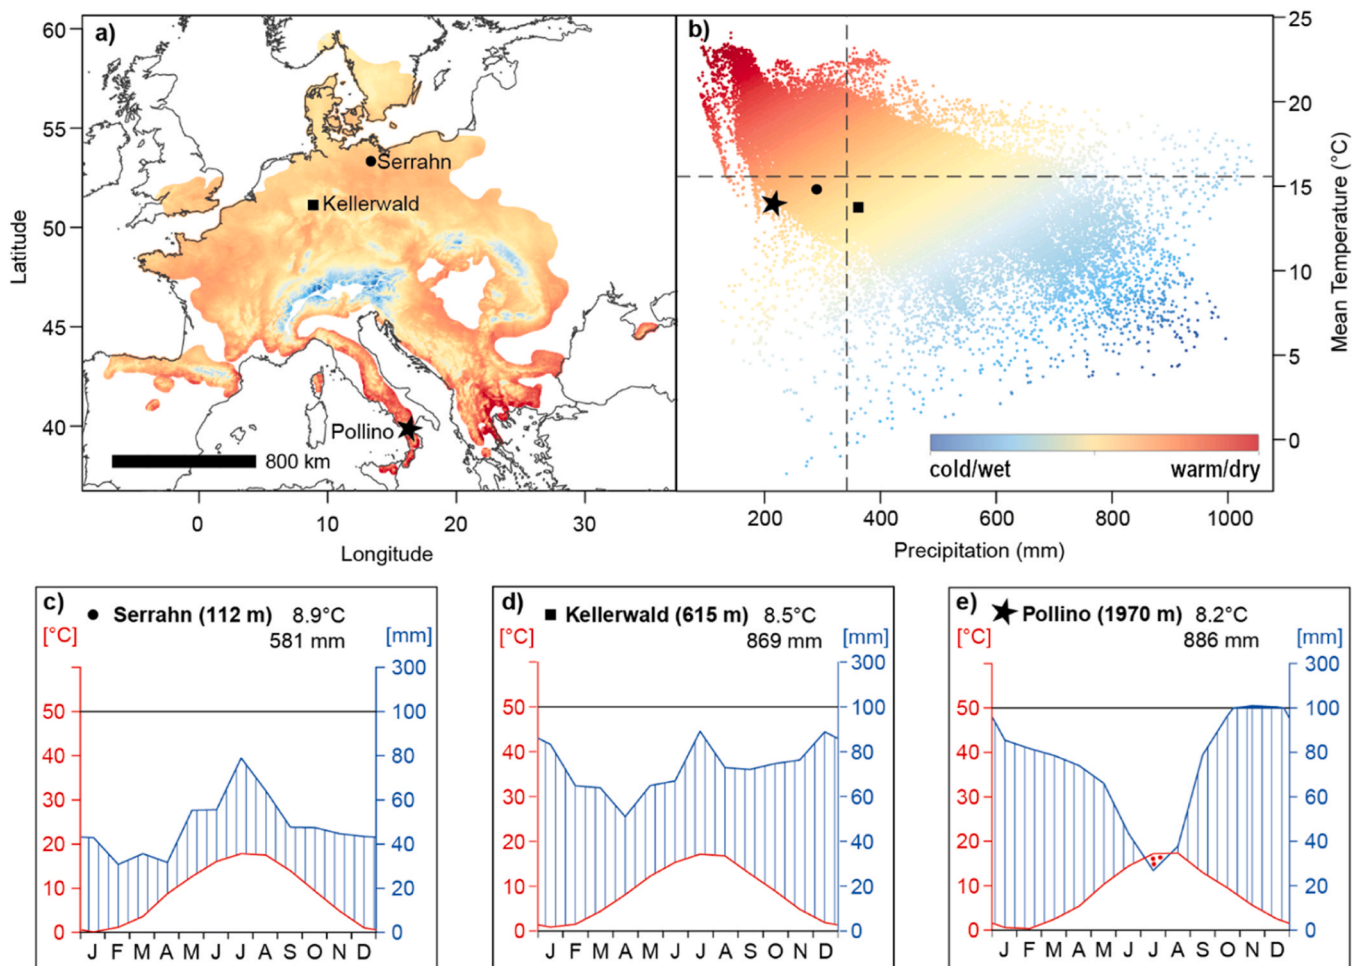 a)
60
55
50
45
40
Latitude
Serrahn
Kellerwald
Pollino
800 km
0 10 20 30
Longitude
b)
25
20
15
10
5
0
Mean Temperature (°C)
cold/wet warm/dry
200 400 600 800 1000
Precipitation (mm)
c) Serrahn (112 m) 8.9°C
581 mm
[°C] [mm]
300
50 100
40 80
30 60
20 40
10 20
0 0
J F M A M J J A S O N D
d) Kellerwald (615 m) 8.5°C
869 mm
[°C] [mm]
300
50 100
40 80
30 60
20 40
10 20
0 0
J F M A M J J A S O N D
e) Pollino (1970 m) 8.2°C
886 mm
[°C] [mm]
300
50 100
40 80
30 60
20 40
10 20
0 0
J F M A M J J A S O N D